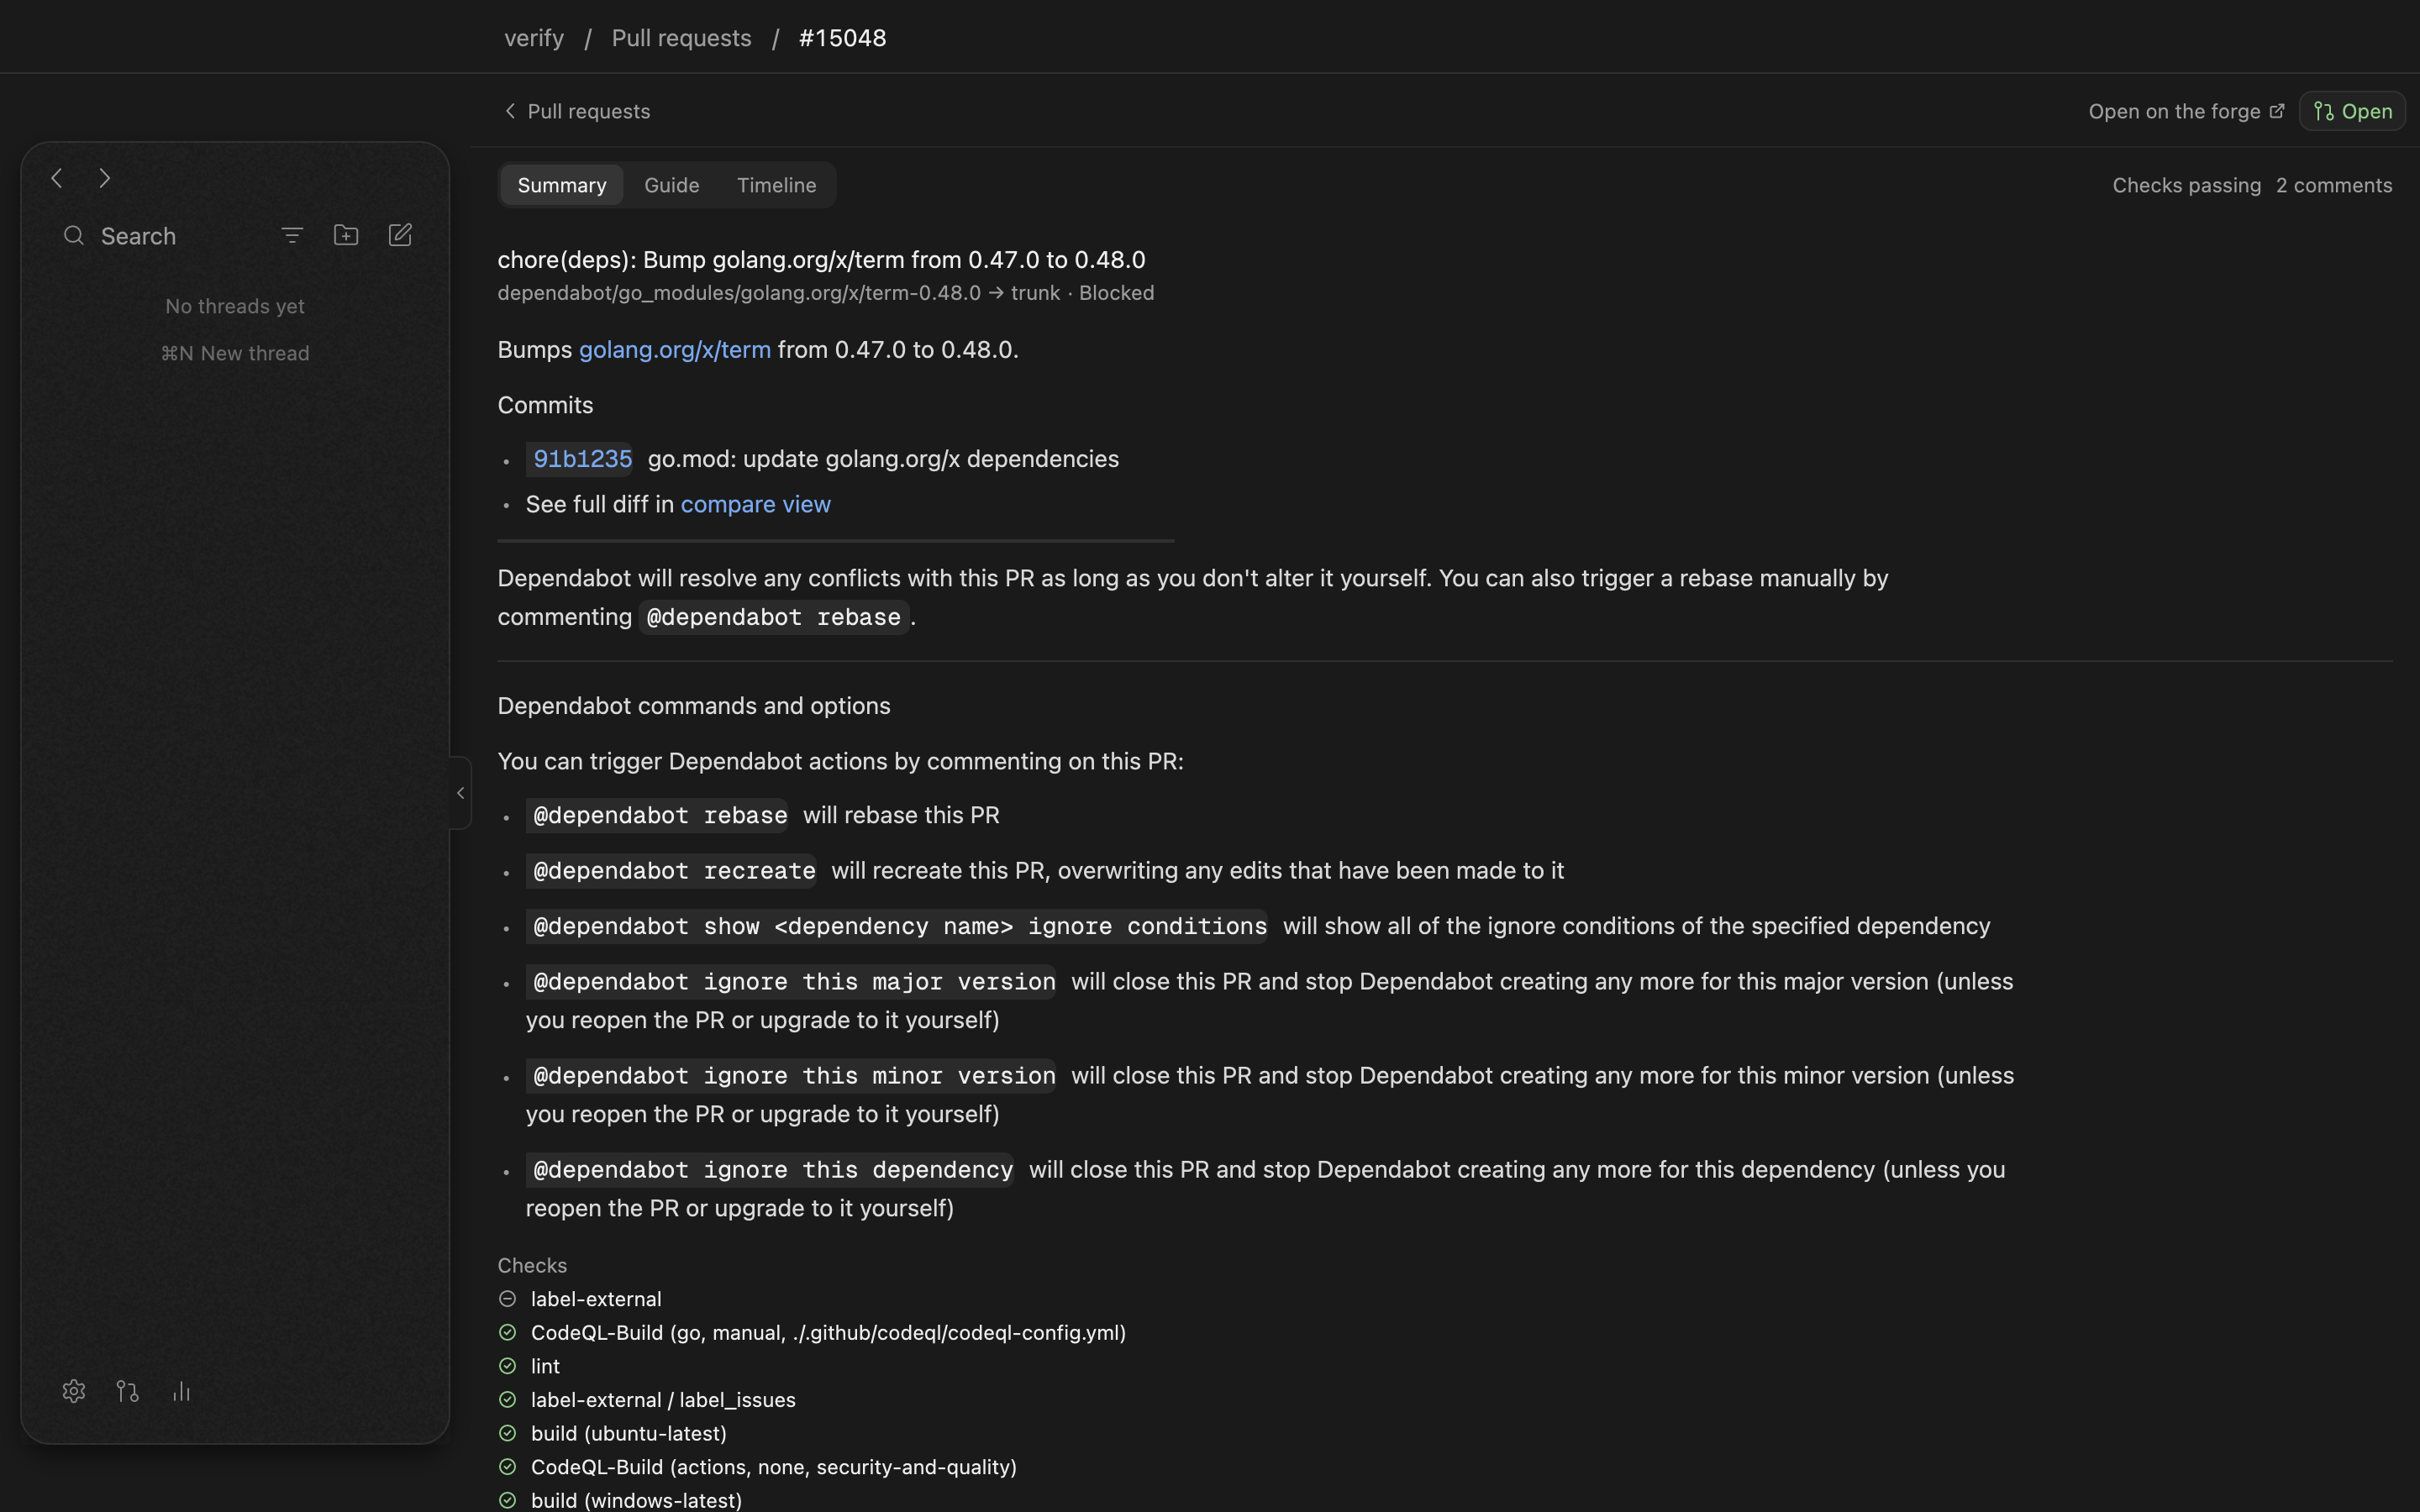 verify / Pull requests / #15048
Pull requests
Open on the forge
Open
Search
No threads yet
⌘N New thread
Summary
Guide
Timeline
Checks passing 2 comments
chore(deps): Bump golang.org/x/term from 0.47.0 to 0.48.0
dependabot/go_modules/golang.org/x/term-0.48.0 → trunk · Blocked
Bumps golang.org/x/term from 0.47.0 to 0.48.0.
Commits
• 91b1235 go.mod: update golang.org/x dependencies
• See full diff in compare view
Dependabot will resolve any conflicts with this PR as long as you don't alter it yourself. You can also trigger a rebase manually by
commenting @dependabot rebase.
Dependabot commands and options
You can trigger Dependabot actions by commenting on this PR:
• @dependabot rebase will rebase this PR
• @dependabot recreate will recreate this PR, overwriting any edits that have been made to it
• @dependabot show <dependency name> ignore conditions will show all of the ignore conditions of the specified dependency
• @dependabot ignore this major version will close this PR and stop Dependabot creating any more for this major version (unless
you reopen the PR or upgrade to it yourself)
• @dependabot ignore this minor version will close this PR and stop Dependabot creating any more for this minor version (unless
you reopen the PR or upgrade to it yourself)
• @dependabot ignore this dependency will close this PR and stop Dependabot creating any more for this dependency (unless you
reopen the PR or upgrade to it yourself)
Checks
label-external
CodeQL-Build (go, manual, ./.github/codeql/codeql-config.yml)
lint
label-external / label_issues
build (ubuntu-latest)
CodeQL-Build (actions, none, security-and-quality)
build (windows-latest)